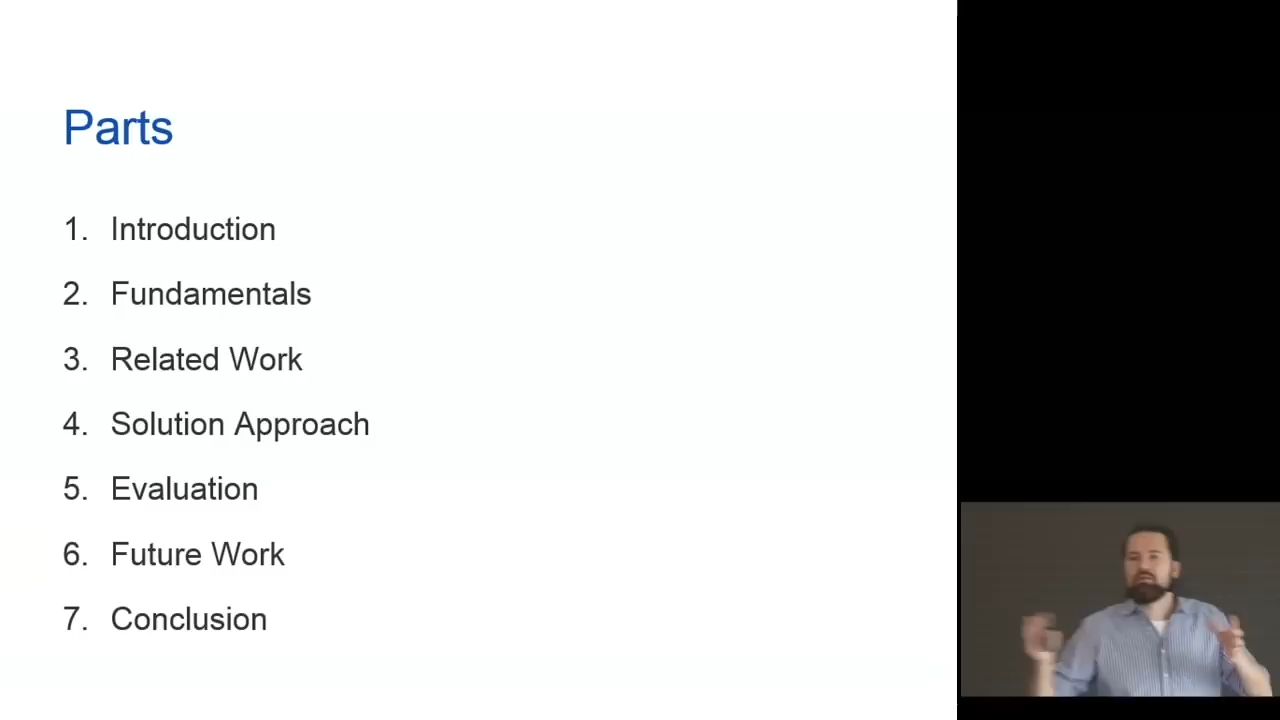 Parts
1. Introduction
2. Fundamentals
3. Related Work
4. Solution Approach
5. Evaluation
6. Future Work
7. Conclusion